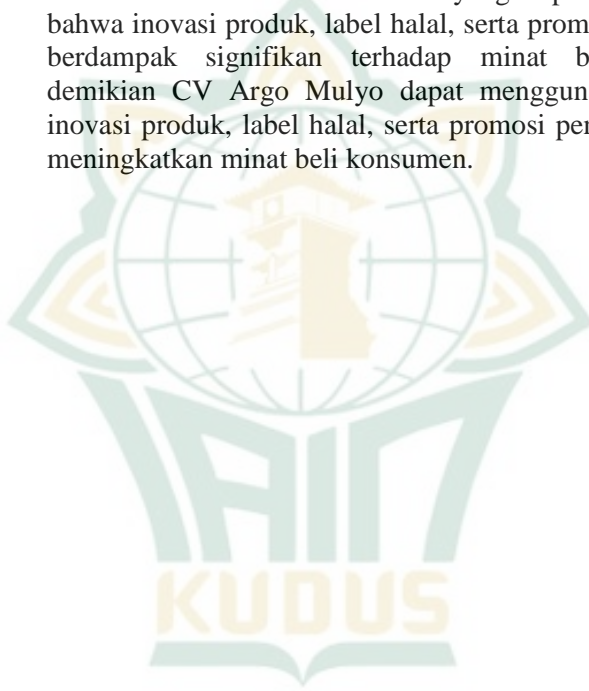 bahwa inovasi produk, label halal, serta prom
berdampak signifikan terhadap minat b
demikian CV Argo Mulyo dapat menggun
inovasi produk, label halal, serta promosi per
meningkatkan minat beli konsumen.
IAIN
KUDUS